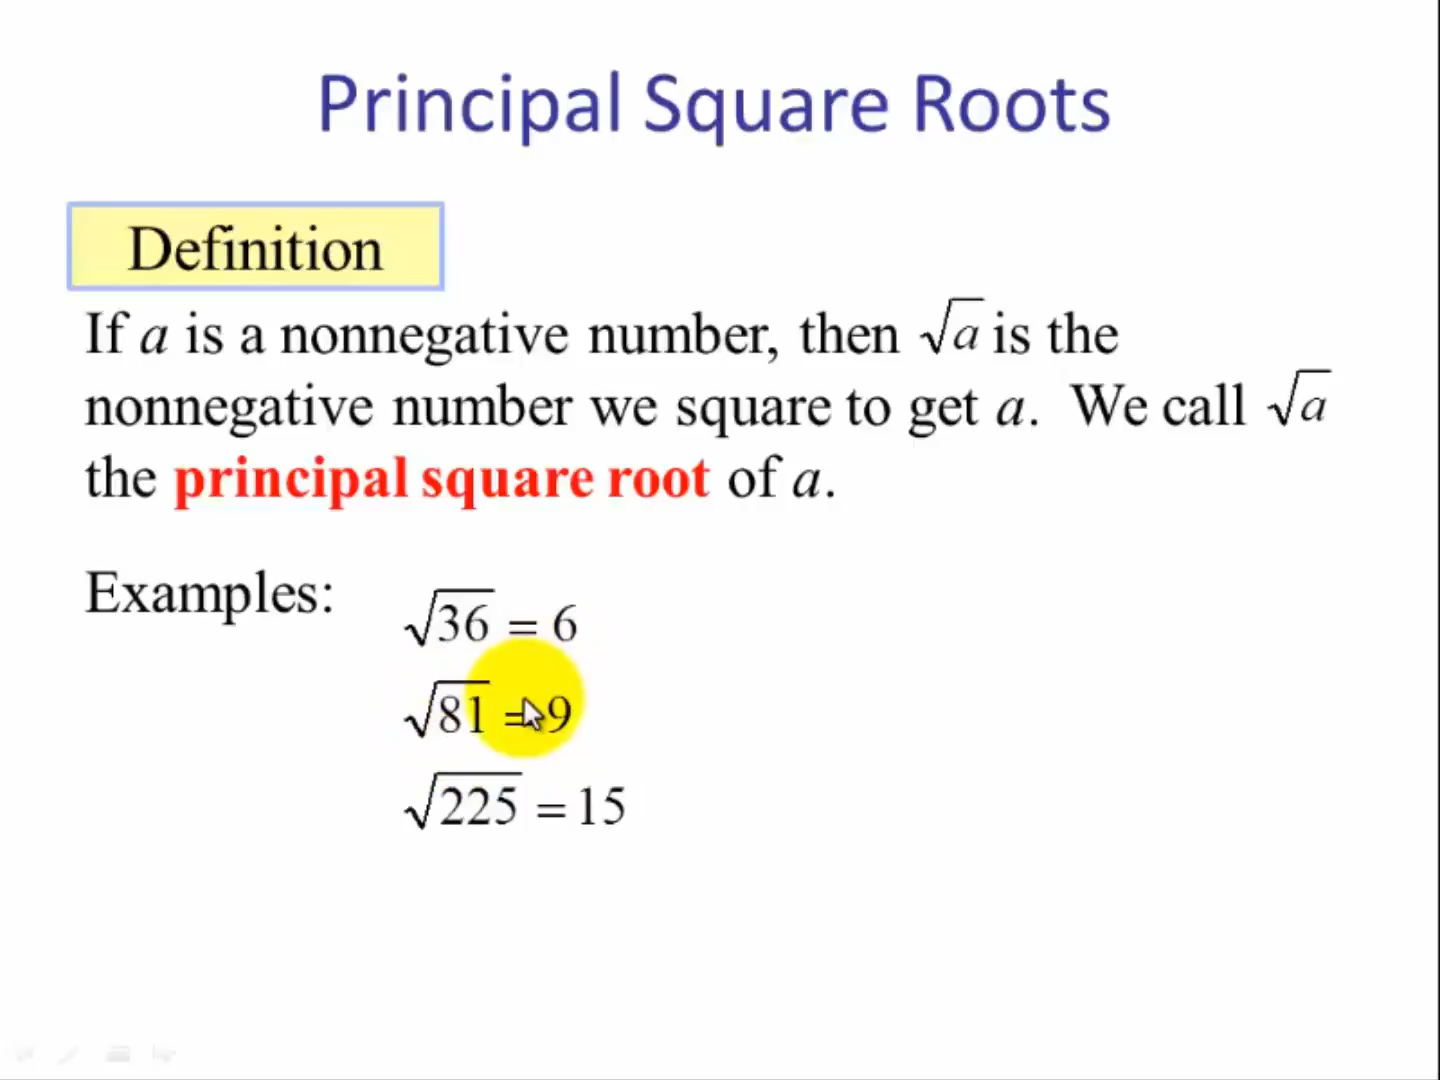 Principal Square Roots
Definition
If a is a nonnegative number, then √a is the
nonnegative number we square to get a. We call √a
the principal square root of a.
Examples:
√36 = 6
√81 = 9
√225 = 15